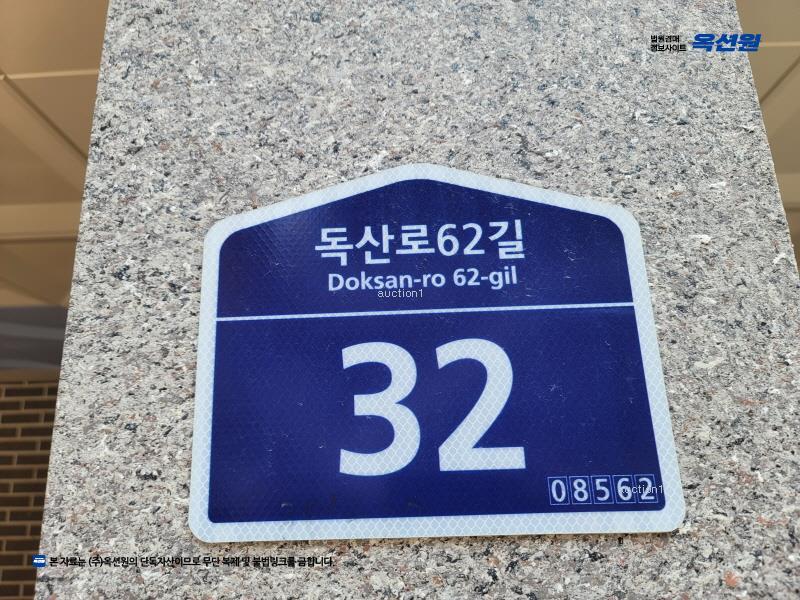 법원경매
정보사이트 옥션원
독산로62길
Doksan-ro 62-gil
auction1
32
08562
auction1
본 자료는 (주)옥션원의 단독자산이므로 무단 복제 및 불법링크를 금합니다.